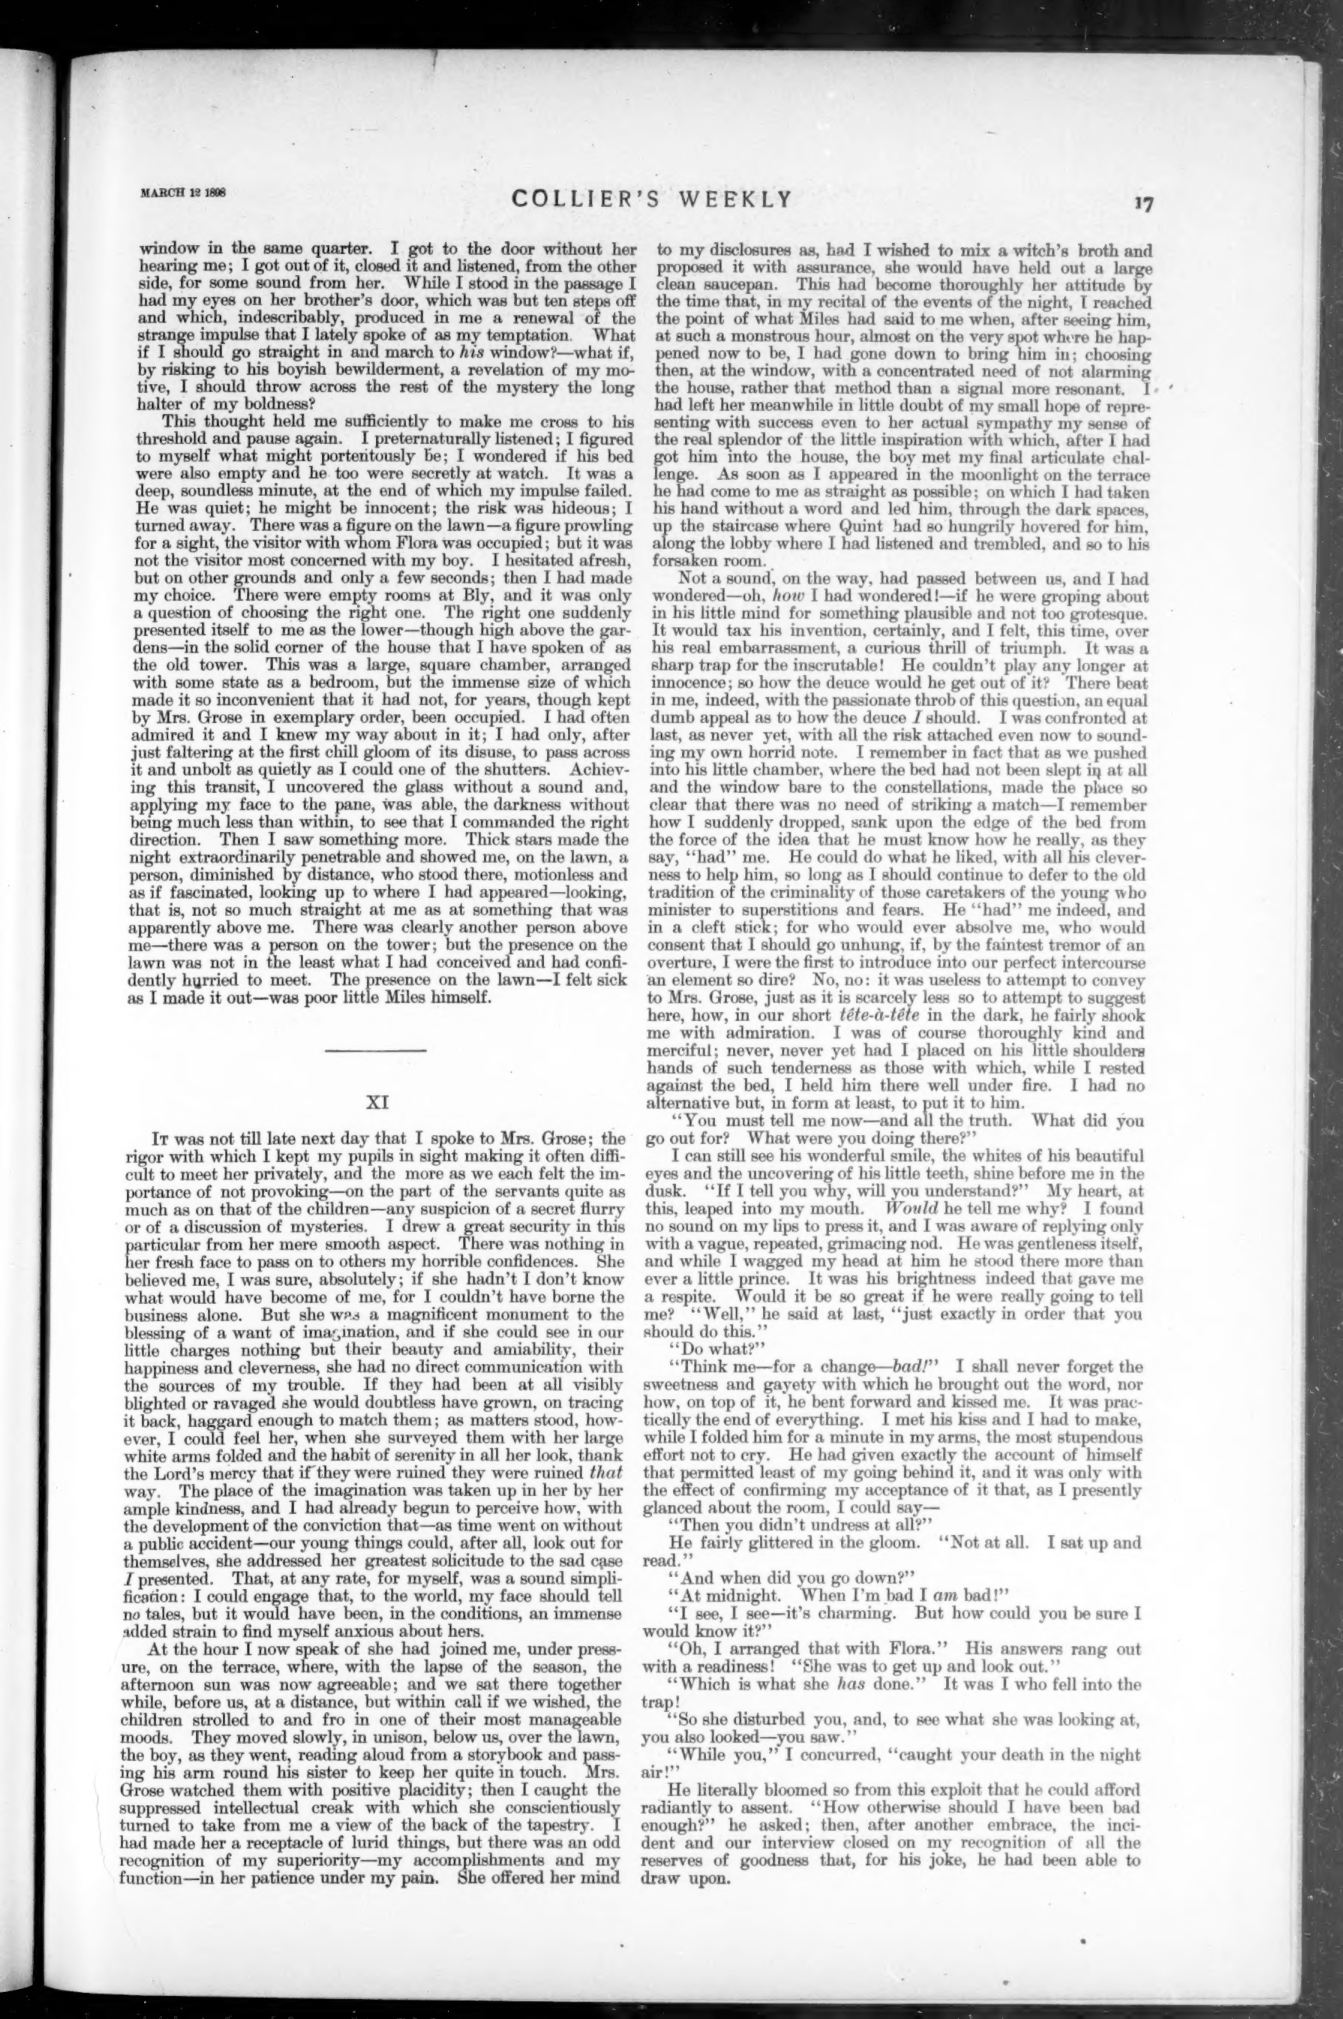 MARCH 12 1898
COLLIER'S WEEKLY
17
window in the same quarter. I got to the door without her
hearing me; I got out of it, closed it and listened, from the other
side, for some sound from her. While I stood in the passage I
had my eyes on her brother's door, which was but ten steps off
and which, indescribably, produced in me a renewal of the
strange impulse that I lately spoke of as my temptation. What
if I should go straight in and march to his window?—what if,
by risking to his boyish bewilderment, a revelation of my mo-
tive, I should throw across the rest of the mystery the long
halter of my boldness?
This thought held me sufficiently to make me cross to his
threshold and pause again. I preternaturally listened; I figured
to myself what might portentously be; I wondered if his bed
were also empty and he too were secretly at watch. It was a
deep, soundless minute, at the end of which my impulse failed.
He was quiet; he might be innocent; the risk was hideous; I
turned away. There was a figure on the lawn—a figure prowling
for a sight, the visitor with whom Flora was occupied; but it was
not the visitor most concerned with my boy. I hesitated afresh,
but on other grounds and only a few seconds; then I had made
my choice. There were empty rooms at Bly, and it was only
a question of choosing the right one. The right one suddenly
presented itself to me as the lower—though high above the gar-
dens—in the solid corner of the house that I have spoken of as
the old tower. This was a large, square chamber, arranged
with some state as a bedroom, but the immense size of which
made it so inconvenient that it had not, for years, though kept
by Mrs. Grose in exemplary order, been occupied. I had often
admired it and I knew my way about in it; I had only, after
just faltering at the first chill gloom of its disuse, to pass across
it and unbolt as quietly as I could one of the shutters. Achiev-
ing this transit, I uncovered the glass without a sound and,
applying my face to the pane, was able, the darkness without
being much less than within, to see that I commanded the right
direction. Then I saw something more. Thick stars made the
night extraordinarily penetrable and showed me, on the lawn, a
person, diminished by distance, who stood there, motionless and
as if fascinated, looking up to where I had appeared—looking,
that is, not so much straight at me as at something that was
apparently above me. There was clearly another person above
me—there was a person on the tower; but the presence on the
lawn was not in the least what I had conceived and had confi-
dently hurried to meet. The presence on the lawn—I felt sick
as I made it out—was poor little Miles himself.
XI
IT was not till late next day that I spoke to Mrs. Grose; the
rigor with which I kept my pupils in sight making it often diffi-
cult to meet her privately, and the more as we each felt the im-
portance of not provoking—on the part of the servants quite as
much as on that of the children—any suspicion of a secret flurry
or of a discussion of mysteries. I drew a great security in this
particular from her mere smooth aspect. There was nothing in
her fresh face to pass on to others my horrible confidences. She
believed me, I was sure, absolutely; if she hadn't I don't know
what would have become of me, for I couldn't have borne the
business alone. But she was a magnificent monument to the
blessing of a want of imagination, and if she could see in our
little charges nothing but their beauty and amiability, their
happiness and cleverness, she had no direct communication with
the sources of my trouble. If they had been at all visibly
blighted or ravaged she would doubtless have grown, on tracing
it back, haggard enough to match them; as matters stood, how-
ever, I could feel her, when she surveyed them with her large
white arms folded and the habit of serenity in all her look, thank
the Lord's mercy that if they were ruined they were ruined that
way. The place of the imagination was taken up in her by her
ample kindness, and I had already begun to perceive how, with
the development of the conviction that—as time went on without
a public accident—our young things could, after all, look out for
themselves, she addressed her greatest solicitude to the sad case
I presented. That, at any rate, for myself, was a sound simpli-
fication: I could engage that, to the world, my face should tell
no tales, but it would have been, in the conditions, an immense
added strain to find myself anxious about hers.
At the hour I now speak of she had joined me, under press-
ure, on the terrace, where, with the lapse of the season, the
afternoon sun was now agreeable; and we sat there together
while, before us, at a distance, but within call if we wished, the
children strolled to and fro in one of their most manageable
moods. They moved slowly, in unison, below us, over the lawn,
the boy, as they went, reading aloud from a storybook and pass-
ing his arm round his sister to keep her quite in touch. Mrs.
Grose watched them with positive placidity; then I caught the
suppressed intellectual creak with which she conscientiously
turned to take from me a view of the back of the tapestry. I
had made her a receptacle of lurid things, but there was an odd
recognition of my superiority—my accomplishments and my
function—in her patience under my pain. She offered her mind
to my disclosures as, had I wished to mix a witch's broth and
proposed it with assurance, she would have held out a large
clean saucepan. This had become thoroughly her attitude by
the time that, in my recital of the events of the night, I reached
the point of what Miles had said to me when, after seeing him,
at such a monstrous hour, almost on the very spot where he hap-
pened now to be, I had gone down to bring him in; choosing
then, at the window, with a concentrated need of not alarming
the house, rather that method than a signal more resonant. I
had left her meanwhile in little doubt of my small hope of repre-
senting with success even to her actual sympathy my sense of
the real splendor of the little inspiration with which, after I had
got him into the house, the boy met my final articulate chal-
lenge. As soon as I appeared in the moonlight on the terrace
he had come to me as straight as possible; on which I had taken
his hand without a word and led him, through the dark spaces,
up the staircase where Quint had so hungrily hovered for him,
along the lobby where I had listened and trembled, and so to his
forsaken room.
Not a sound, on the way, had passed between us, and I had
wondered—oh, how I had wondered!—if he were groping about
in his little mind for something plausible and not too grotesque.
It would tax his invention, certainly, and I felt, this time, over
his real embarrassment, a curious thrill of triumph. It was a
sharp trap for the inscrutable! He couldn't play any longer at
innocence; so how the deuce would he get out of it? There beat
in me, indeed, with the passionate throb of this question, an equal
dumb appeal as to how the deuce I should. I was confronted at
last, as never yet, with all the risk attached even now to sound-
ing my own horrid note. I remember in fact that as we pushed
into his little chamber, where the bed had not been slept in at all
and the window bare to the constellations, made the place so
clear that there was no need of striking a match—I remember
how I suddenly dropped, sank upon the edge of the bed from
the force of the idea that he must know how he really, as they
say, "had" me. He could do what he liked, with all his clever-
ness to help him, so long as I should continue to defer to the old
tradition of the criminality of those caretakers of the young who
minister to superstitions and fears. He "had" me indeed, and
in a cleft stick; for who would ever absolve me, who would
consent that I should go unhung, if, by the faintest tremor of an
overture, I were the first to introduce into our perfect intercourse
an element so dire? No, no: it was useless to attempt to convey
to Mrs. Grose, just as it is scarcely less so to attempt to suggest
here, how, in our short tête-à-tête in the dark, he fairly shook
me with admiration. I was of course thoroughly kind and
merciful; never, never yet had I placed on his little shoulders
hands of such tenderness as those with which, while I rested
against the bed, I held him there well under fire. I had no
alternative but, in form at least, to put it to him.
"You must tell me now—and all the truth. What did you
go out for? What were you doing there?"
I can still see his wonderful smile, the whites of his beautiful
eyes and the uncovering of his little teeth, shine before me in the
dusk. "If I tell you why, will you understand?" My heart, at
this, leaped into my mouth. Would he tell me why? I found
no sound on my lips to press it, and I was aware of replying only
with a vague, repeated, grimacing nod. He was gentleness itself,
and while I wagged my head at him he stood there more than
ever a little prince. It was his brightness indeed that gave me
a respite. Would it be so great if he were really going to tell
me? "Well," he said at last, "just exactly in order that you
should do this."
"Do what?"
"Think me—for a change—bad!" I shall never forget the
sweetness and gayety with which he brought out the word, nor
how, on top of it, he bent forward and kissed me. It was prac-
tically the end of everything. I met his kiss and I had to make,
while I folded him for a minute in my arms, the most stupendous
effort not to cry. He had given exactly the account of himself
that permitted least of my going behind it, and it was only with
the effect of confirming my acceptance of it that, as I presently
glanced about the room, I could say—
"Then you didn't undress at all?"
He fairly glittered in the gloom. "Not at all. I sat up and
read."
"And when did you go down?"
"At midnight. When I'm bad I am bad!"
"I see, I see—it's charming. But how could you be sure I
would know it?"
"Oh, I arranged that with Flora." His answers rang out
with a readiness! "She was to get up and look out."
"Which is what she has done." It was I who fell into the
trap!
"So she disturbed you, and, to see what she was looking at,
you also looked—you saw."
"While you," I concurred, "caught your death in the night
air!"
He literally bloomed so from this exploit that he could afford
radiantly to assent. "How otherwise should I have been bad
enough?" he asked; then, after another embrace, the inci-
dent and our interview closed on my recognition of all the
reserves of goodness that, for his joke, he had been able to
draw upon.